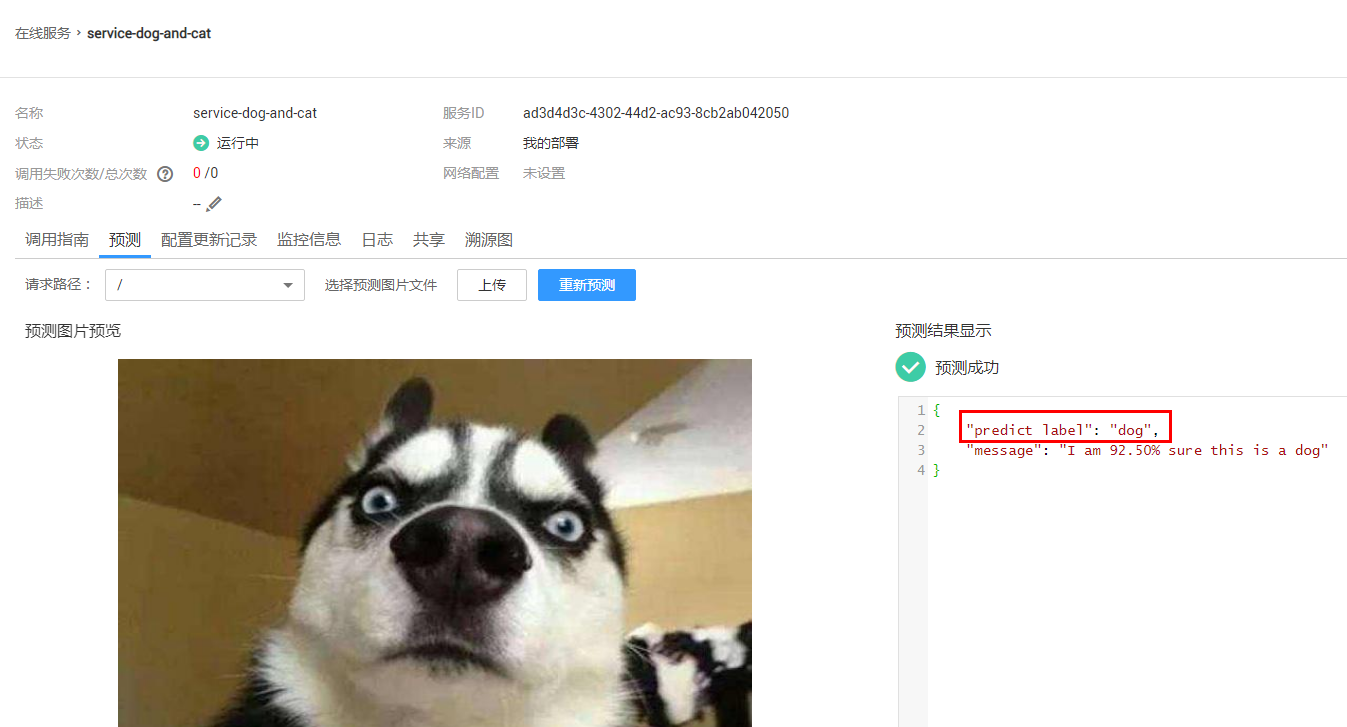 在线服务 › service-dog-and-cat
名称 service-dog-and-cat 服务ID ad3d4d3c-4302-44d2-ac93-8cb2ab042050
状态 运行中 来源 我的部署
调用失败次数/总次数 ? 0 /0 网络配置 未设置
描述 --
调用指南 预测 配置更新记录 监控信息 日志 共享 溯源图
请求路径： / 选择预测图片文件 上传 重新预测
预测图片预览 预测结果显示
预测成功
1 {
2 "predict label": "dog",
3 "message": "I am 92.50% sure this is a dog"
4 }